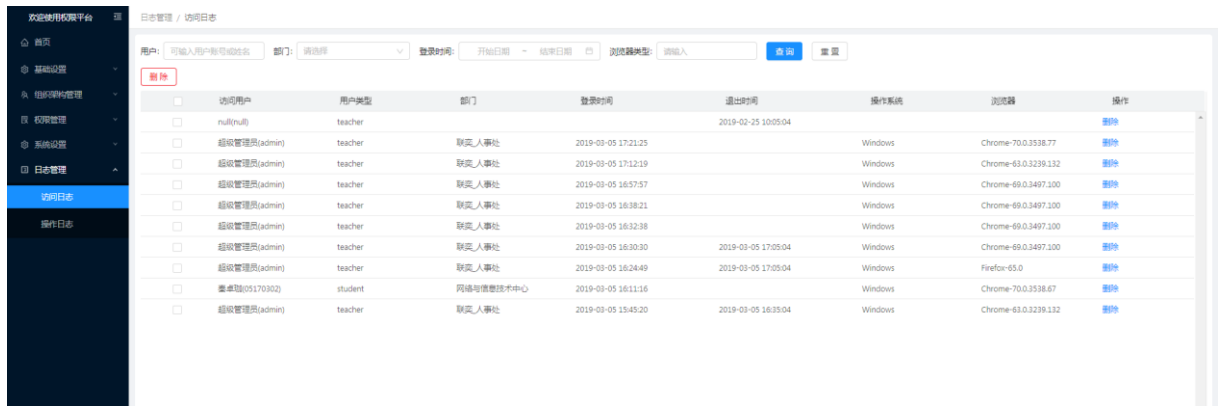 欢迎使用权限平台
日志管理 / 访问日志
首页
基础设置
组织架构管理
权限管理
系统设置
日志管理
访问日志
操作日志
用户: 可输入用户账号或姓名 部门: 请选择 登录时间: 开始日期 ~ 结束日期 浏览器类型: 请输入 查 询 重 置
删 除
访问用户 用户类型 部门 登录时间 退出时间 操作系统 浏览器 操作
null(null) teacher 2019-02-25 10:05:04 删除
超级管理员(admin) teacher 联奕_人事处 2019-03-05 17:21:25 Windows Chrome-70.0.3538.77 删除
超级管理员(admin) teacher 联奕_人事处 2019-03-05 17:12:19 Windows Chrome-63.0.3239.132 删除
超级管理员(admin) teacher 联奕_人事处 2019-03-05 16:57:57 Windows Chrome-69.0.3497.100 删除
超级管理员(admin) teacher 联奕_人事处 2019-03-05 16:38:21 Windows Chrome-69.0.3497.100 删除
超级管理员(admin) teacher 联奕_人事处 2019-03-05 16:32:38 Windows Chrome-69.0.3497.100 删除
超级管理员(admin) teacher 联奕_人事处 2019-03-05 16:30:30 2019-03-05 17:05:04 Windows Chrome-69.0.3497.100 删除
超级管理员(admin) teacher 联奕_人事处 2019-03-05 16:24:49 2019-03-05 17:05:04 Windows Firefox-65.0 删除
(05170302) student 网络与信息技术中心 2019-03-05 16:11:16 Windows Chrome-70.0.3538.67 删除
超级管理员(admin) teacher 联奕_人事处 2019-03-05 15:45:20 2019-03-05 16:35:04 Windows Chrome-63.0.3239.132 删除